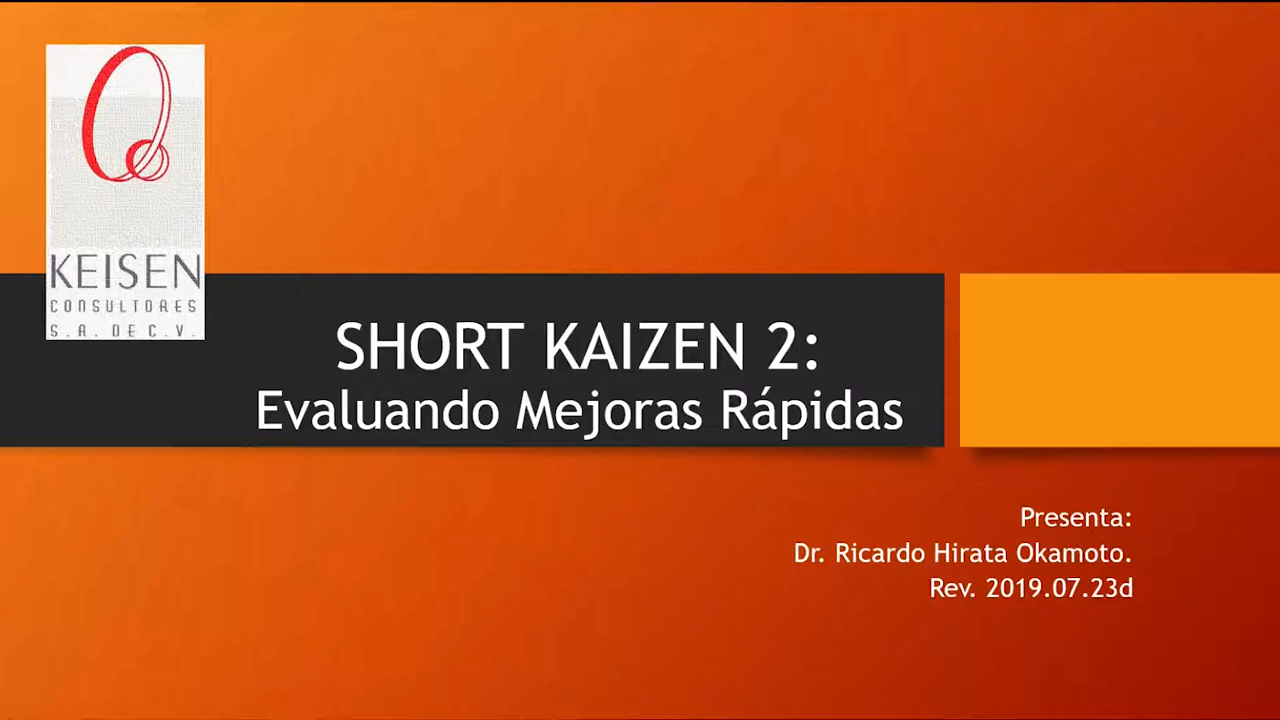 KEISEN
CONSULTORES
S.A. DE C.V.
SHORT KAIZEN 2:
Evaluando Mejoras Rápidas
Presenta:
Dr. Ricardo Hirata Okamoto.
Rev. 2019.07.23d